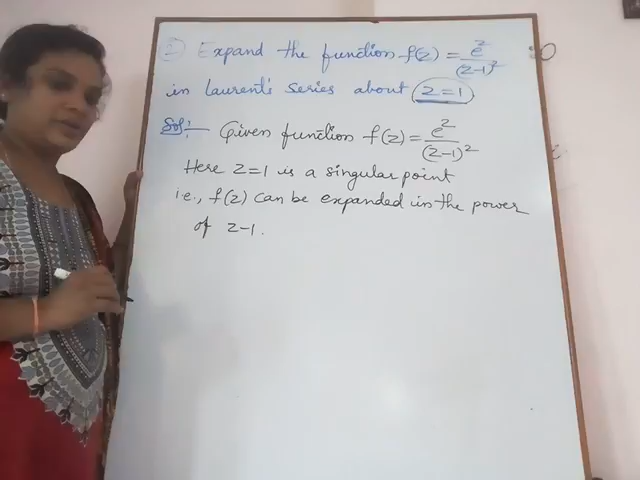 ① Expand the function f(z) = e^z/(z-1)^2
in Laurent's series about z=1
Sol:- Given function f(z) = e^z/(z-1)^2
Here z=1 is a singular point
i.e., f(z) can be expanded in the power
of z-1.